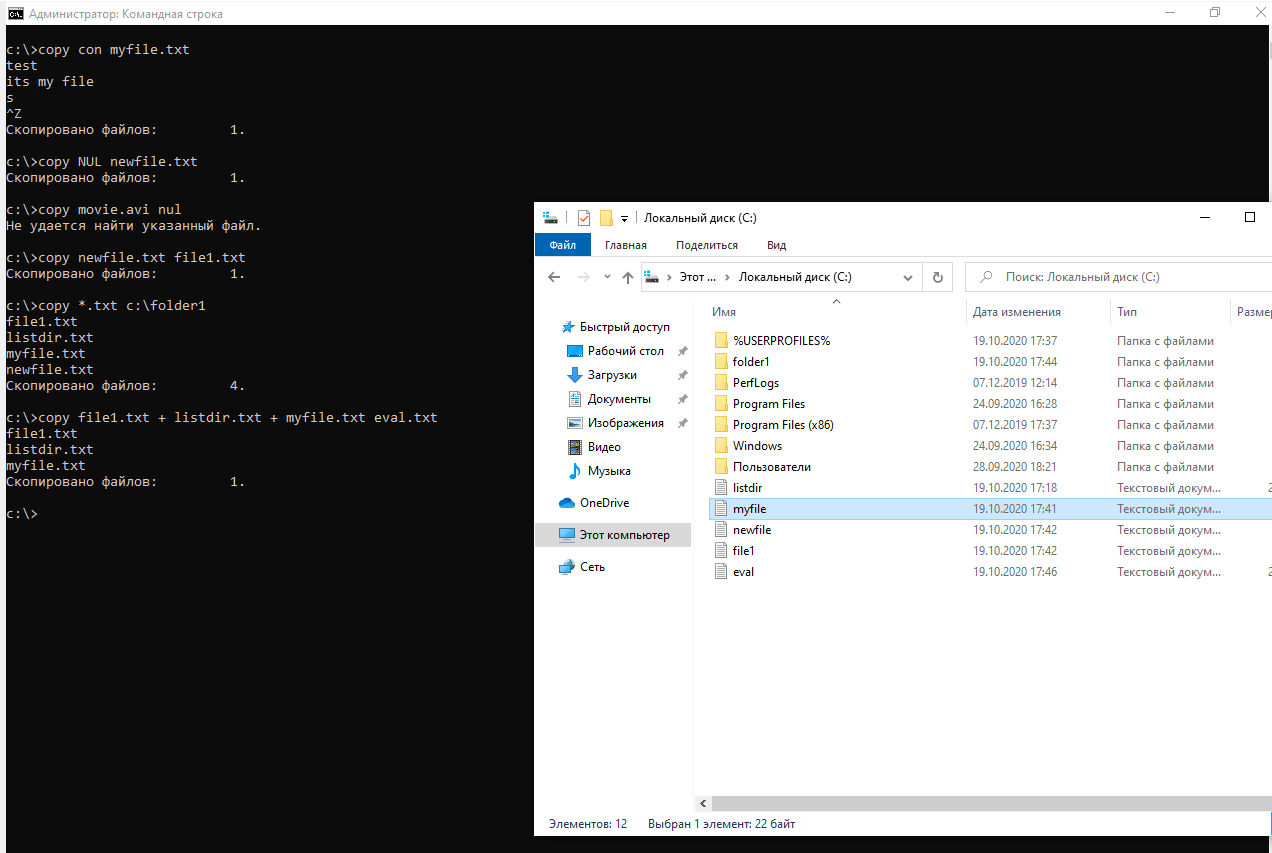 Администратор: Командная строка
c:\>copy con myfile.txt
test
its my file
s
^Z
Скопировано файлов: 1.
c:\>copy NUL newfile.txt
Скопировано файлов: 1.
c:\>copy movie.avi nul
Не удается найти указанный файл.
c:\>copy newfile.txt file1.txt
Скопировано файлов: 1.
c:\>copy *.txt c:\folder1
file1.txt
listdir.txt
myfile.txt
newfile.txt
Скопировано файлов: 4.
c:\>copy file1.txt + listdir.txt + myfile.txt eval.txt
file1.txt
listdir.txt
myfile.txt
Скопировано файлов: 1.
c:\>
Локальный диск (C:)
Файл Главная Поделиться Вид
Этот ... Локальный диск (C:) Поиск: Локальный диск (C:)
Быстрый доступ
Рабочий стол
Загрузки
Документы
Изображения
Видео
Музыка
OneDrive
Этот компьютер
Сеть
Имя Дата изменения Тип Размер
%USERPROFILES% 19.10.2020 17:37 Папка с файлами
folder1 19.10.2020 17:44 Папка с файлами
PerfLogs 07.12.2019 12:14 Папка с файлами
Program Files 24.09.2020 16:28 Папка с файлами
Program Files (x86) 07.12.2019 17:37 Папка с файлами
Windows 24.09.2020 16:34 Папка с файлами
Пользователи 28.09.2020 18:21 Папка с файлами
listdir 19.10.2020 17:18 Текстовый докум... 2
myfile 19.10.2020 17:41 Текстовый докум...
newfile 19.10.2020 17:42 Текстовый докум...
file1 19.10.2020 17:42 Текстовый докум...
eval 19.10.2020 17:46 Текстовый докум... 2
Элементов: 12 Выбран 1 элемент: 22 байт